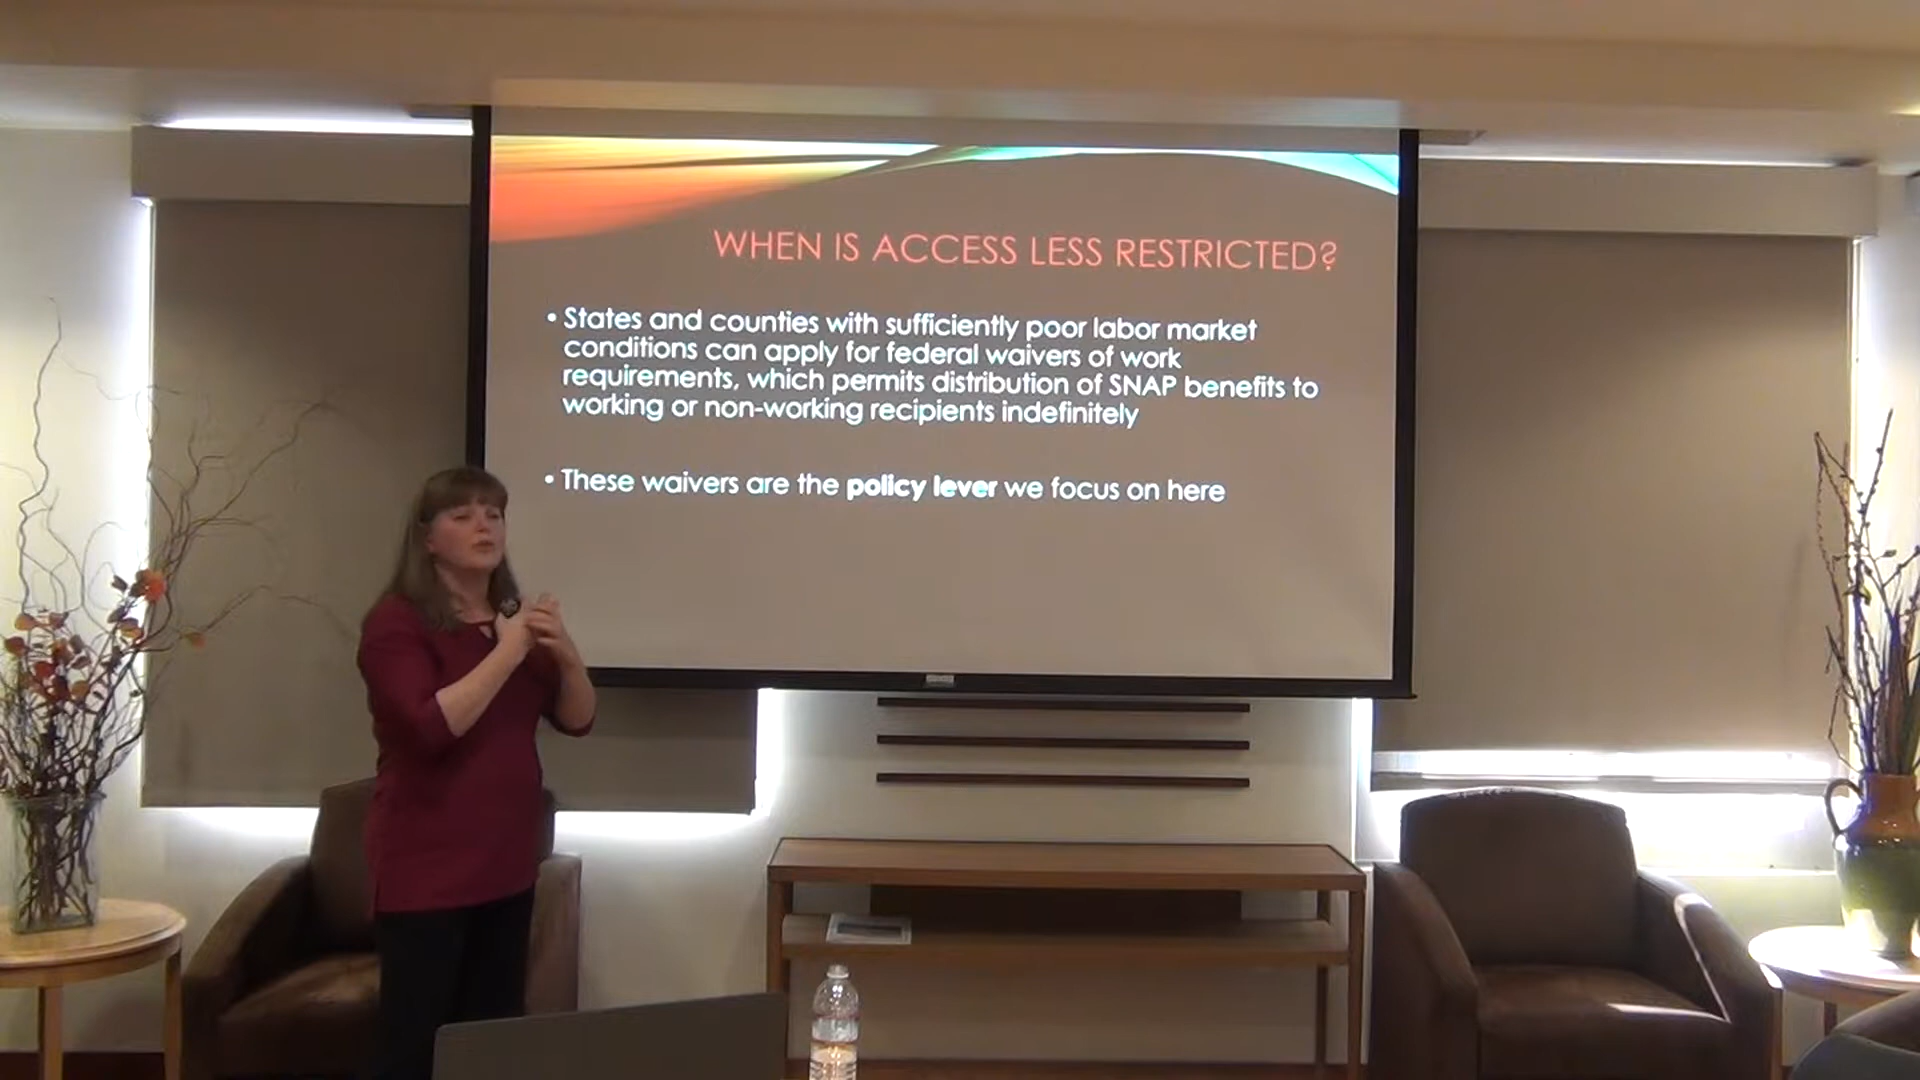 WHEN IS ACCESS LESS RESTRICTED?
• States and counties with sufficiently poor labor market
conditions can apply for federal waivers of work
requirements, which permits distribution of SNAP benefits to
working or non-working recipients indefinitely
• These waivers are the policy lever we focus on here